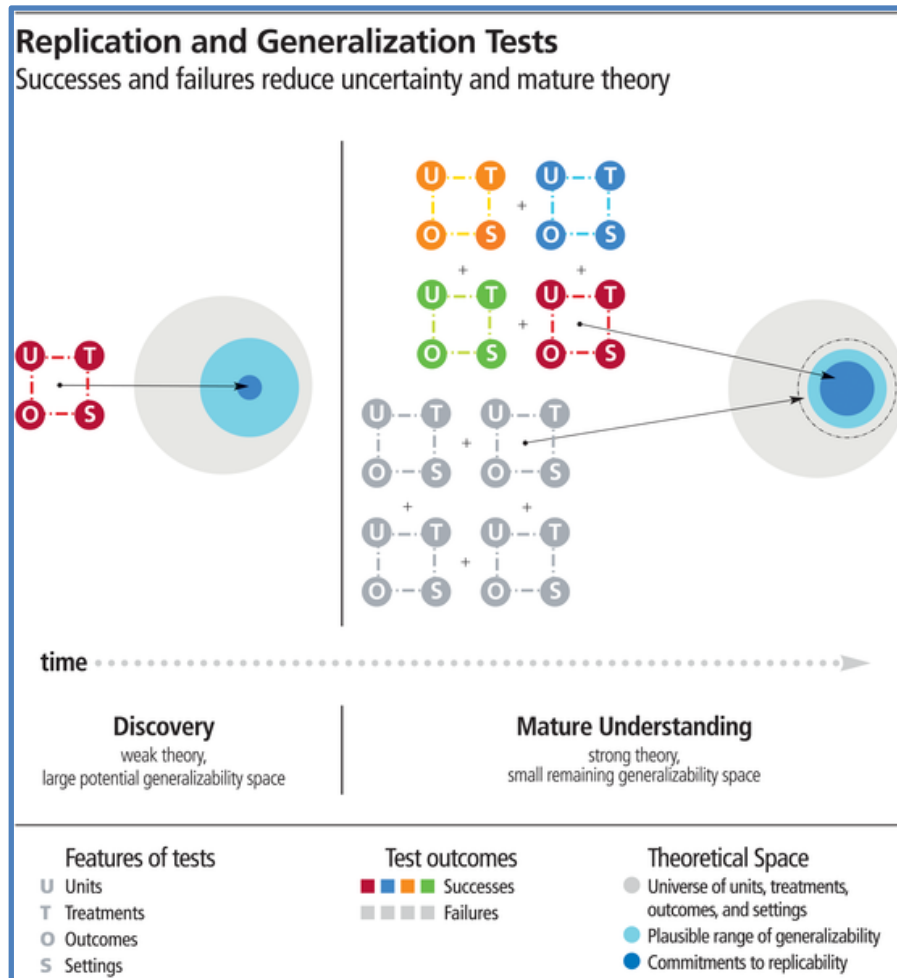 Replication and Generalization Tests
Successes and failures reduce uncertainty and mature theory
U T U T
+
O S O S
+ +
U T U T
U T
+
O S O S
O S
U T U T
+
O S O S
+ +
U T U T
+
O S O S
time
Discovery
weak theory,
large potential generalizability space
Mature Understanding
strong theory,
small remaining generalizability space
Features of tests
U Units
T Treatments
O Outcomes
S Settings
Test outcomes
Successes
Failures
Theoretical Space
Universe of units, treatments,
outcomes, and settings
Plausible range of generalizability
Commitments to replicability